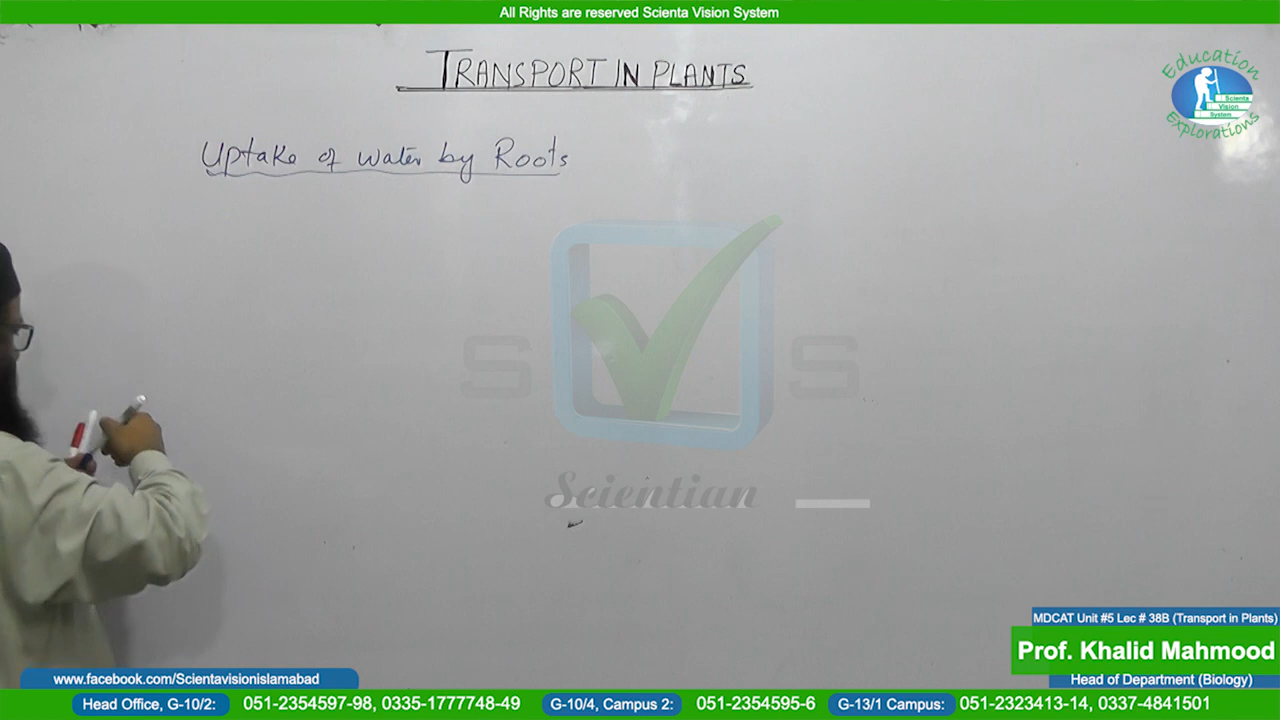 All Rights are reserved Scienta Vision System
TRANSPORT IN PLANTS
Education
Scienta
Vision
System
Explorations
Uptake of water by Roots
S S
Scientian
MDCAT Unit #5 Lec # 38B (Transport in Plants)
Prof. Khalid Mahmood
Head of Department (Biology)
www.facebook.com/Scientavisionislamabad
Head Office, G-10/2: 051-2354597-98, 0335-1777748-49 G-10/4, Campus 2: 051-2354595-6 G-13/1 Campus: 051-2323413-14, 0337-4841501